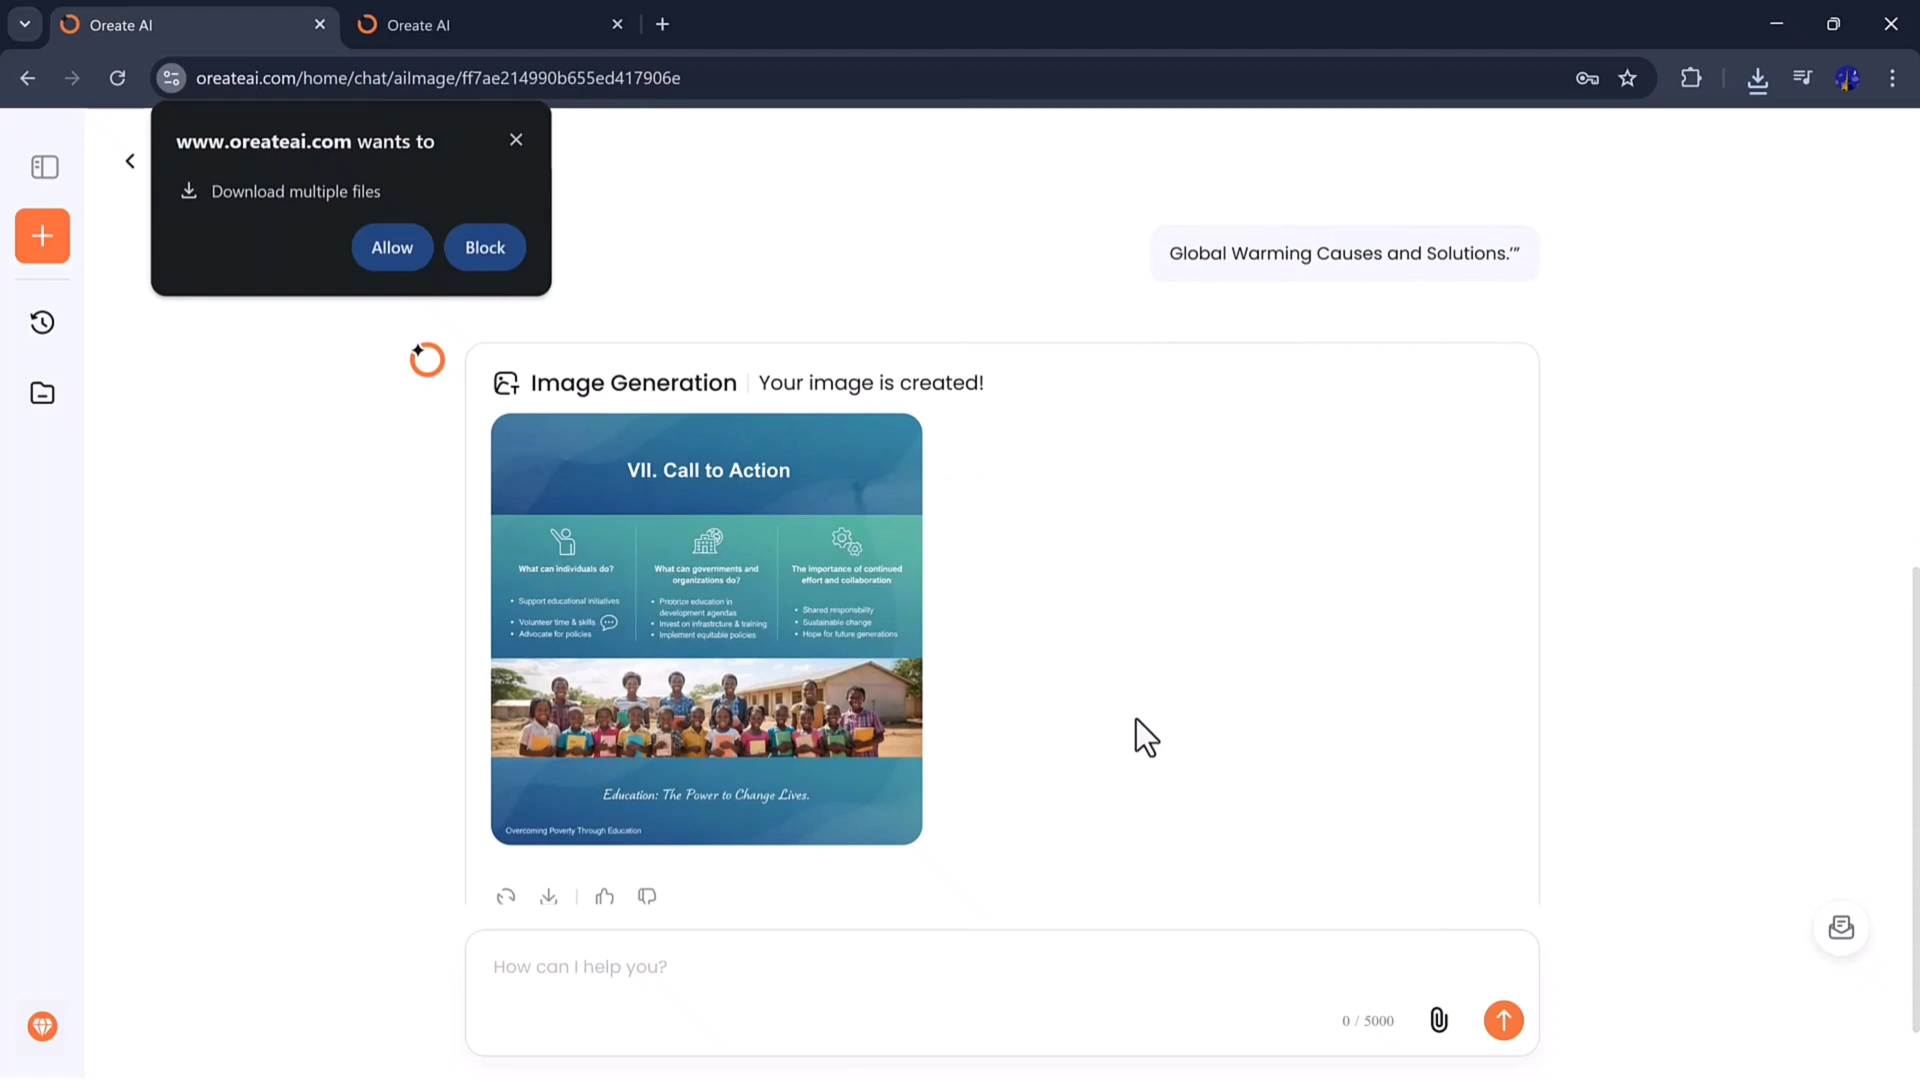 Oreate AI
Oreate AI
oreateai.com/home/chat/aiImage/ff7ae214990b655ed417906e
www.oreateai.com wants to
Download multiple files
Allow
Block
Global Warming Causes and Solutions.’”
Image Generation
Your image is created!
VII. Call to Action
What can individuals do?
• Support educational initiatives
• Volunteer time & skills
• Advocate for policies
What can governments and
organizations do?
• Priobrize education in
development agendas
• Invest on infrastrcture & training
• Implement equitable policies
The importance of continued
effort and collaboration
• Shared responsibility
• Sustainable change
• Hope for future generations
Education: The Power to Change Lives.
Overcoming Poverty Through Education
How can I help you?
0 / 5000